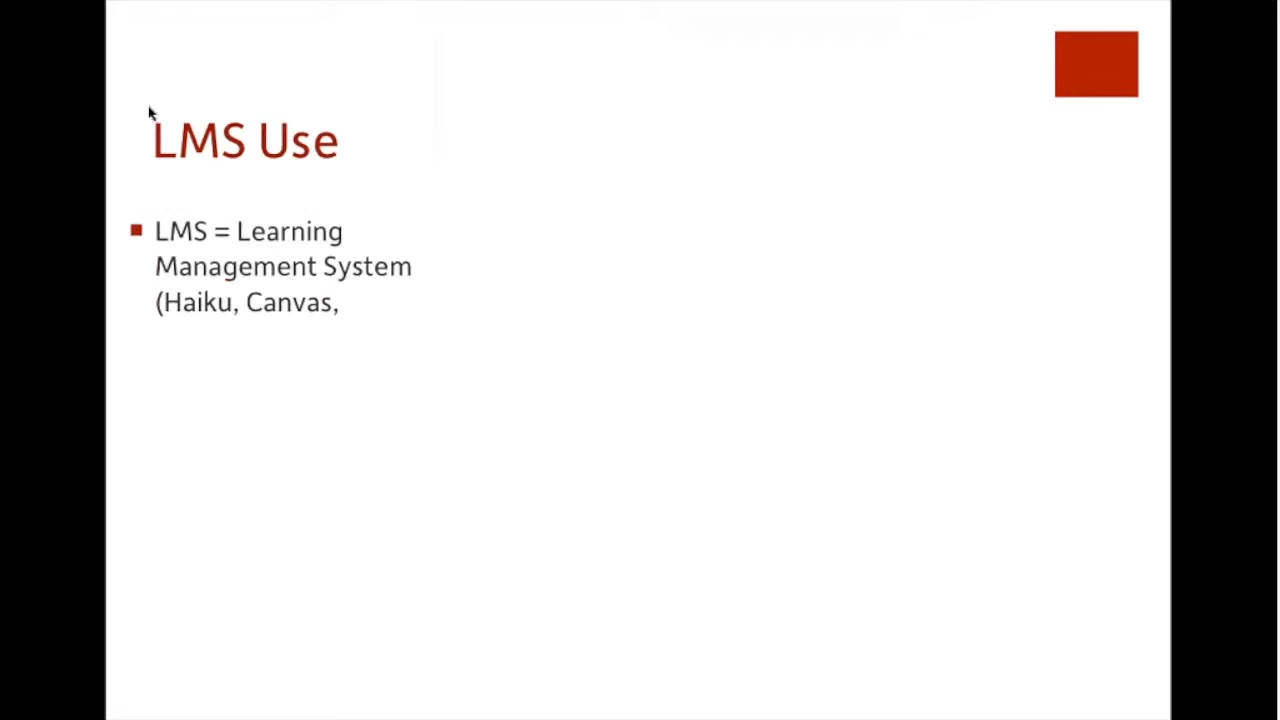 LMS Use
LMS = Learning
Management System
(Haiku, Canvas,